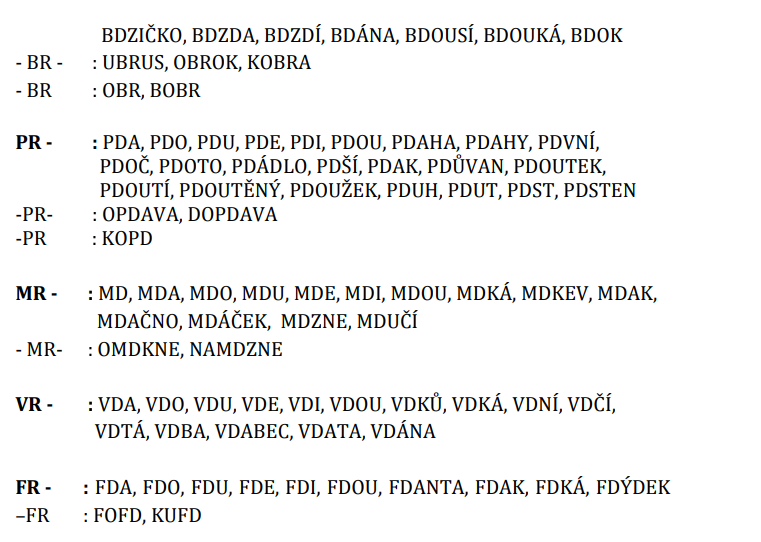 BDZIČKO, BDZDA, BDZDÍ, BDÁNA, BDOUSÍ, BDOUKÁ, BDOK
- BR - : UBRUS, OBROK, KOBRA
- BR : OBR, BOBR
PR - : PDA, PDO, PDU, PDE, PDI, PDOU, PDAHA, PDAHY, PDVNÍ,
PDOČ, PDOTO, PDÁDLO, PDŠÍ, PDAK, PDŮVAN, PDOUTEK,
PDOUTÍ, PDOUTĚNÝ, PDOUŽEK, PDUH, PDUT, PDST, PDSTEN
-PR- : OPDAVA, DOPDAVA
-PR : KOPD
MR - : MD, MDA, MDO, MDU, MDE, MDI, MDOU, MDKÁ, MDKEV, MDAK,
MDAČNO, MDÁČEK, MDZNE, MDUČÍ
- MR- : OMDKNE, NAMDZNE
VR - : VDA, VDO, VDU, VDE, VDI, VDOU, VDKŮ, VDKÁ, VDNÍ, VDČÍ,
VDTÁ, VDBA, VDABEC, VDATA, VDÁNA
FR - : FDA, FDO, FDU, FDE, FDI, FDOU, FDANTA, FDAK, FDKÁ, FDÝDEK
–FR : FOFD, KUFD